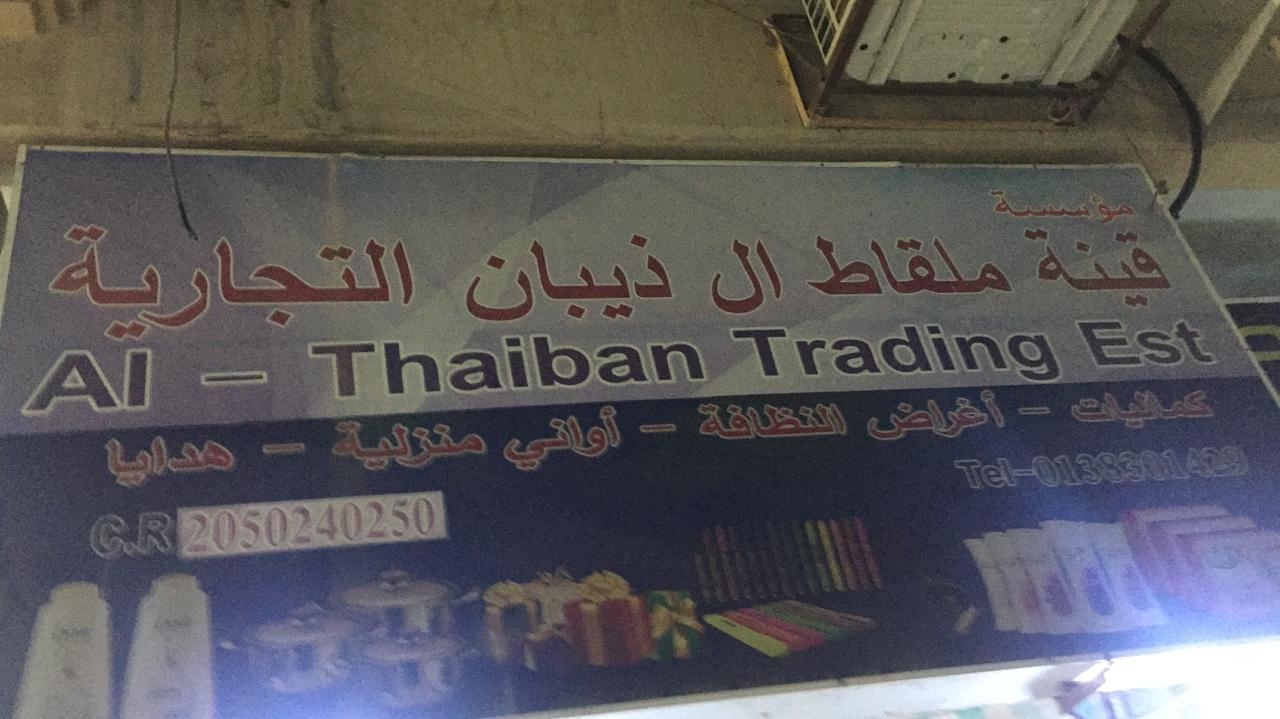 مؤسسة
قينة ملقاط ال ذيبان التجارية
Al - Thaiban Trading Est
كماليات - أغراض النظافة - أواني منزلية - هدايا
Tel-0138301429
C.R 2050240250